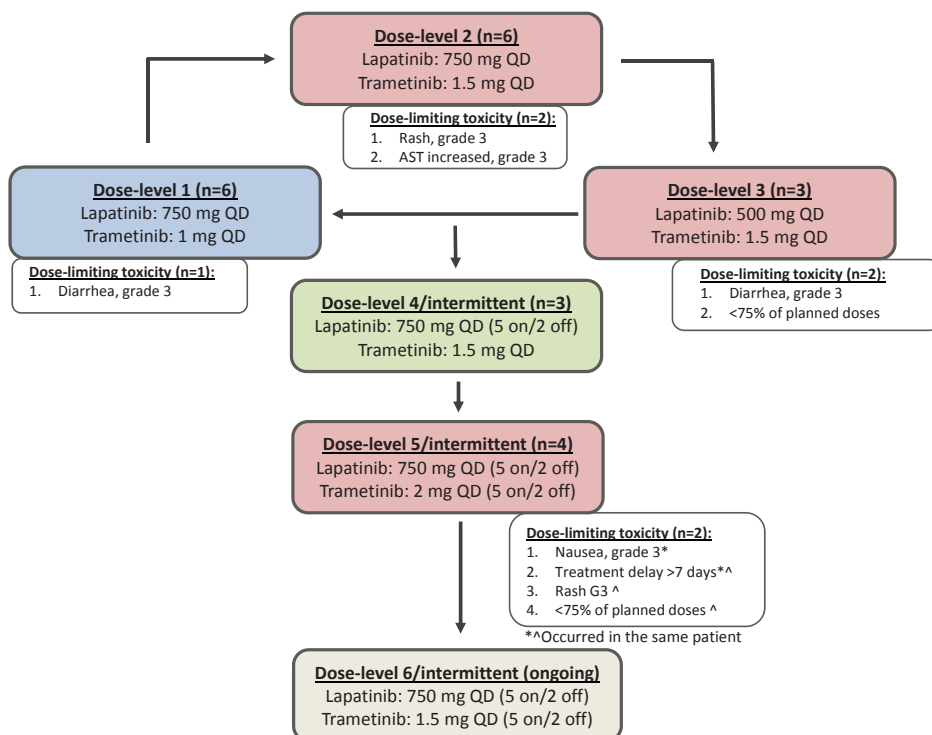 Dose-level 2 (n=6)
Lapatinib: 750 mg QD
Trametinib: 1.5 mg QD
Dose-limiting toxicity (n=2):
1. Rash, grade 3
2. AST increased, grade 3
Dose-level 1 (n=6)
Lapatinib: 750 mg QD
Trametinib: 1 mg QD
Dose-limiting toxicity (n=1):
1. Diarrhea, grade 3
Dose-level 3 (n=3)
Lapatinib: 500 mg QD
Trametinib: 1.5 mg QD
Dose-limiting toxicity (n=2):
1. Diarrhea, grade 3
2. <75% of planned doses
Dose-level 4/intermittent (n=3)
Lapatinib: 750 mg QD (5 on/2 off)
Trametinib: 1.5 mg QD
Dose-level 5/intermittent (n=4)
Lapatinib: 750 mg QD (5 on/2 off)
Trametinib: 2 mg QD (5 on/2 off)
Dose-limiting toxicity (n=2):
1. Nausea, grade 3*
2. Treatment delay >7 days*^
3. Rash G3 ^
4. <75% of planned doses ^
*^Occurred in the same patient
Dose-level 6/intermittent (ongoing)
Lapatinib: 750 mg QD (5 on/2 off)
Trametinib: 1.5 mg QD (5 on/2 off)